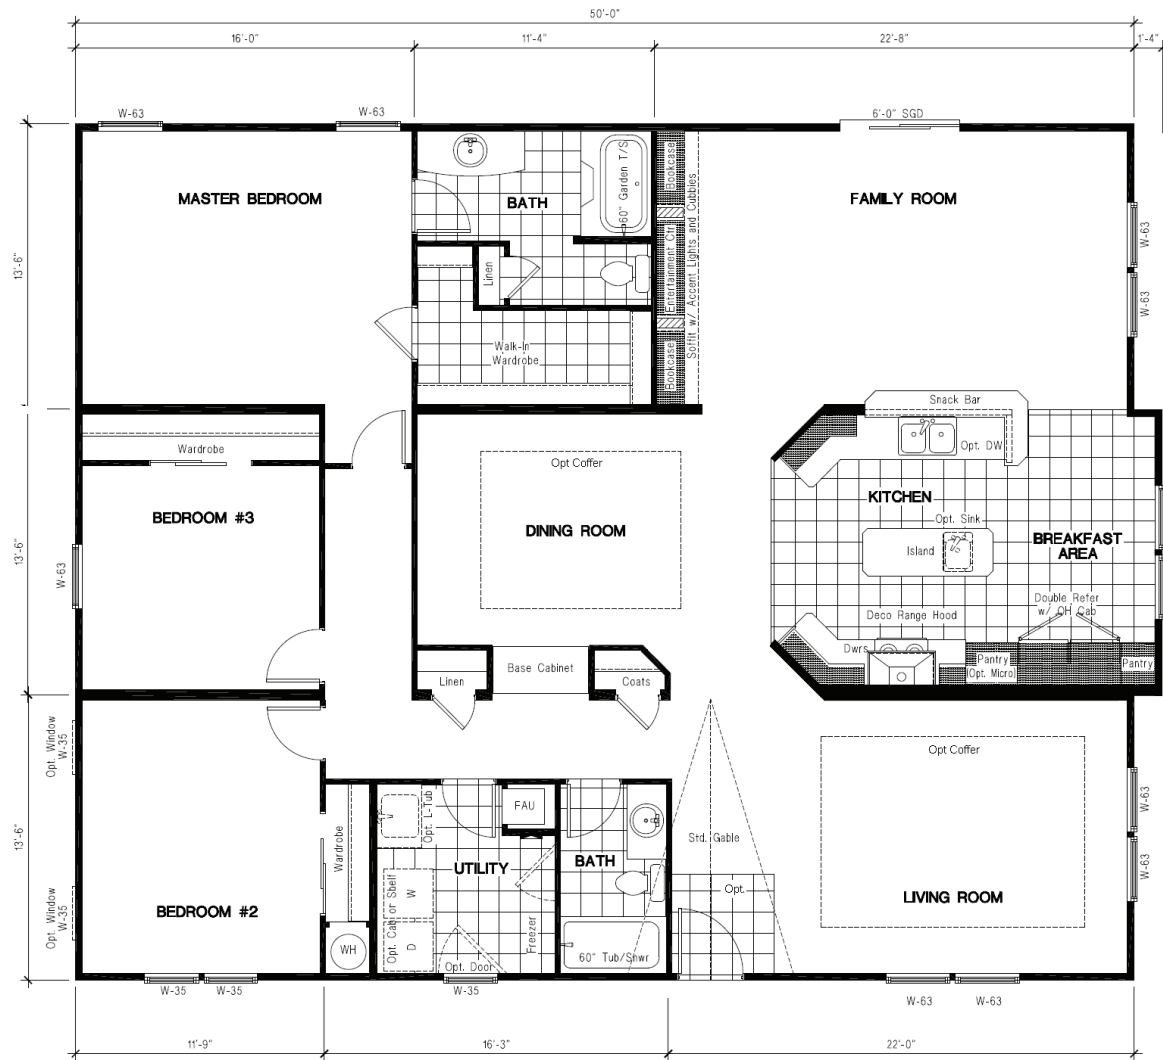 50'-0"
16'-0"
11'-4"
22'-8"
1'-4"
W-63
W-63
6'-0" SGD
MASTER BEDROOM
BATH
60" Garden T/S
Bookcase
Entertainment Ctr
Bookcase
Soffit w/ Accent Lights and Cubbies
FAMILY ROOM
W-63
W-63
13'-6"
Linen
Walk-In
Wardrobe
Snack Bar
Opt. DW
Wardrobe
Opt Coffer
BEDROOM #3
DINING ROOM
KITCHEN
Opt. Sink
Island
BREAKFAST
AREA
W-63
13'-6"
Double Refer
w/ OH Cab
Deco Range Hood
Dwrs
Pantry
(Opt. Micro)
Pantry
Linen
Base Cabinet
Coats
Opt. Window
W-35
Opt Coffer
W-63
W-63
13'-6"
Opt. L-Tub
FAU
Std. Gable
Wardrobe
UTILITY
BATH
Opt.
Opt. Window
W-35
BEDROOM #2
LIVING ROOM
Opt. Cab or Shelf
W
D
Freezer
WH
Opt. Door
60" Tub/Shwr
W-35
W-35
W-35
W-63
W-63
11'-9"
16'-3"
22'-0"